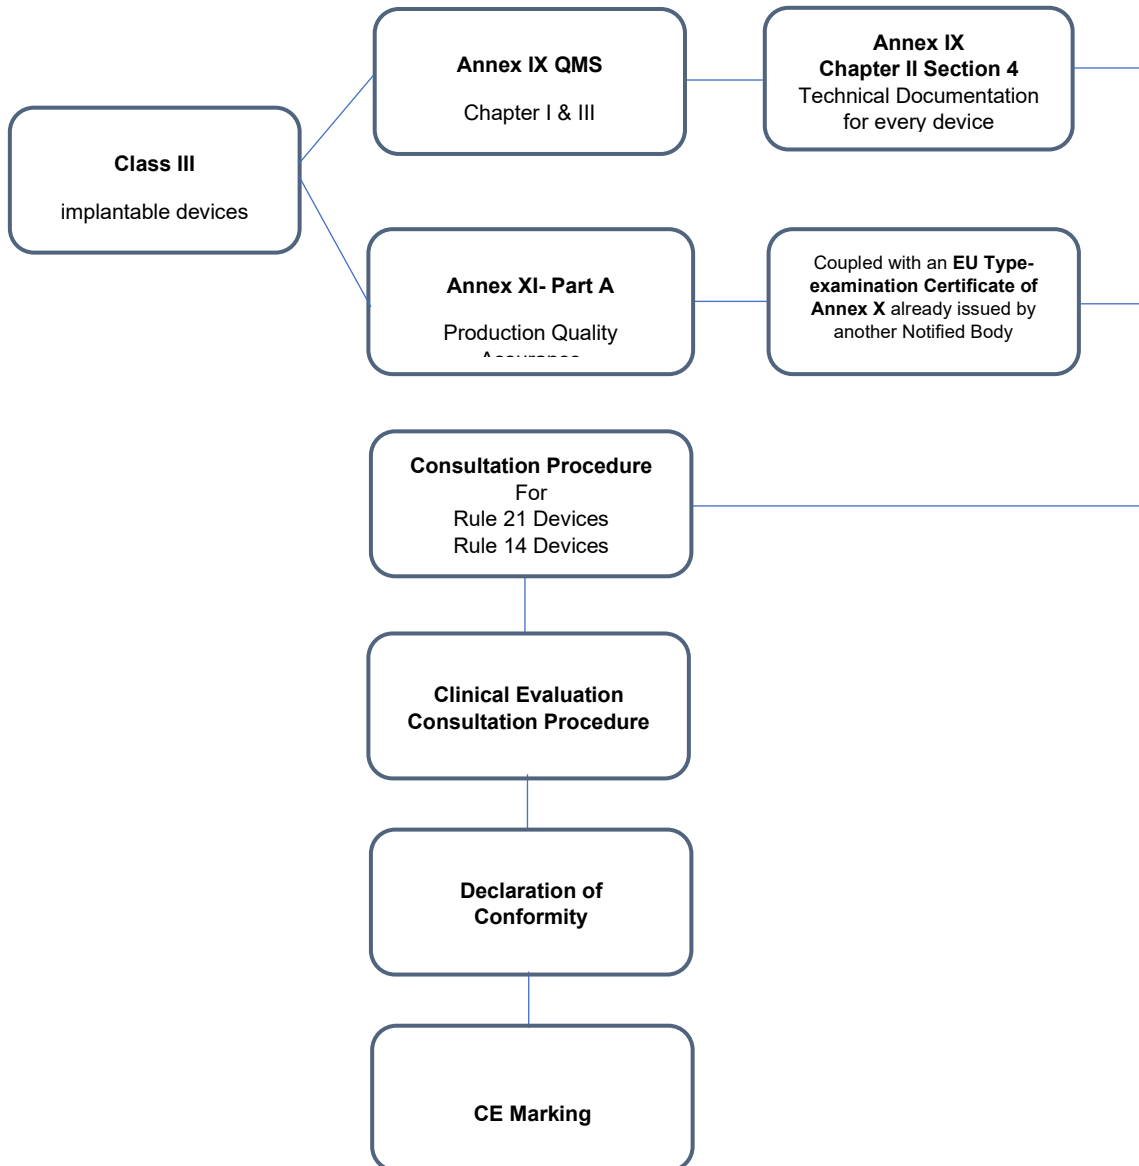 Class III
implantable devices
Annex IX QMS
Chapter I & III
Annex IX
Chapter II Section 4
Technical Documentation
for every device
Annex XI- Part A
Production Quality
Coupled with an EU Type-
examination Certificate of
Annex X already issued by
another Notified Body
Consultation Procedure
For
Rule 21 Devices
Rule 14 Devices
Clinical Evaluation
Consultation Procedure
Declaration of
Conformity
CE Marking